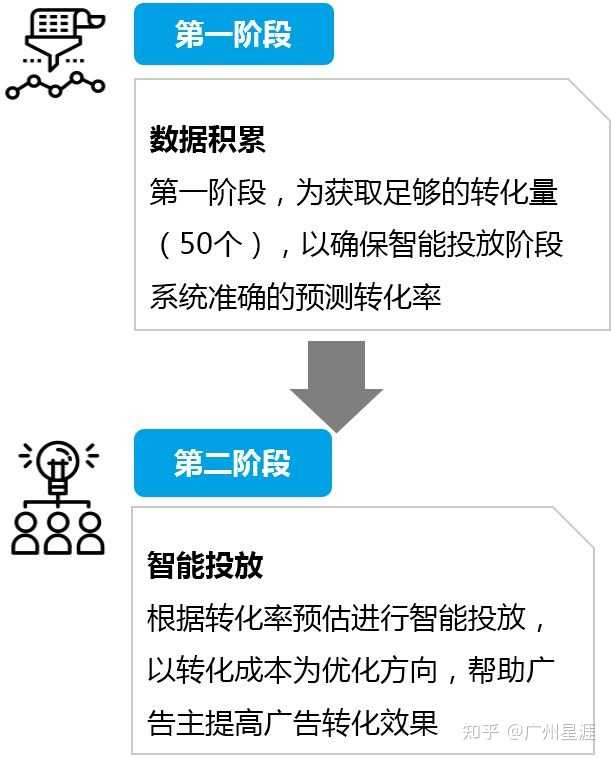 第一阶段
数据积累
第一阶段，为获取足够的转化量
（50个），以确保智能投放阶段
系统准确的预测转化率
第二阶段
智能投放
根据转化率预估进行智能投放，
以转化成本为优化方向，帮助广
告主提高广告转化效果
知乎 @广州星涯